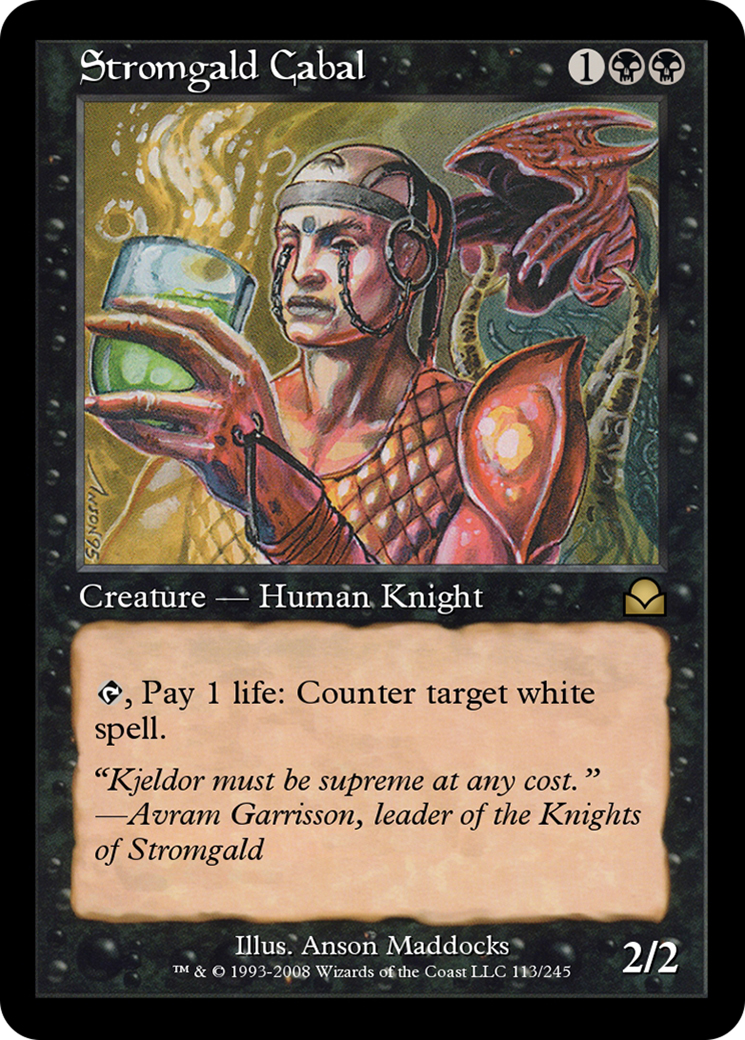 Stromgald Cabal 1
ANSON '95
Creature — Human Knight
, Pay 1 life: Counter target white
spell.
“Kjeldor must be supreme at any cost.”
—Avram Garrisson, leader of the Knights
of Stromgald
Illus. Anson Maddocks
™ & © 1993-2008 Wizards of the Coast LLC 113/245
2/2